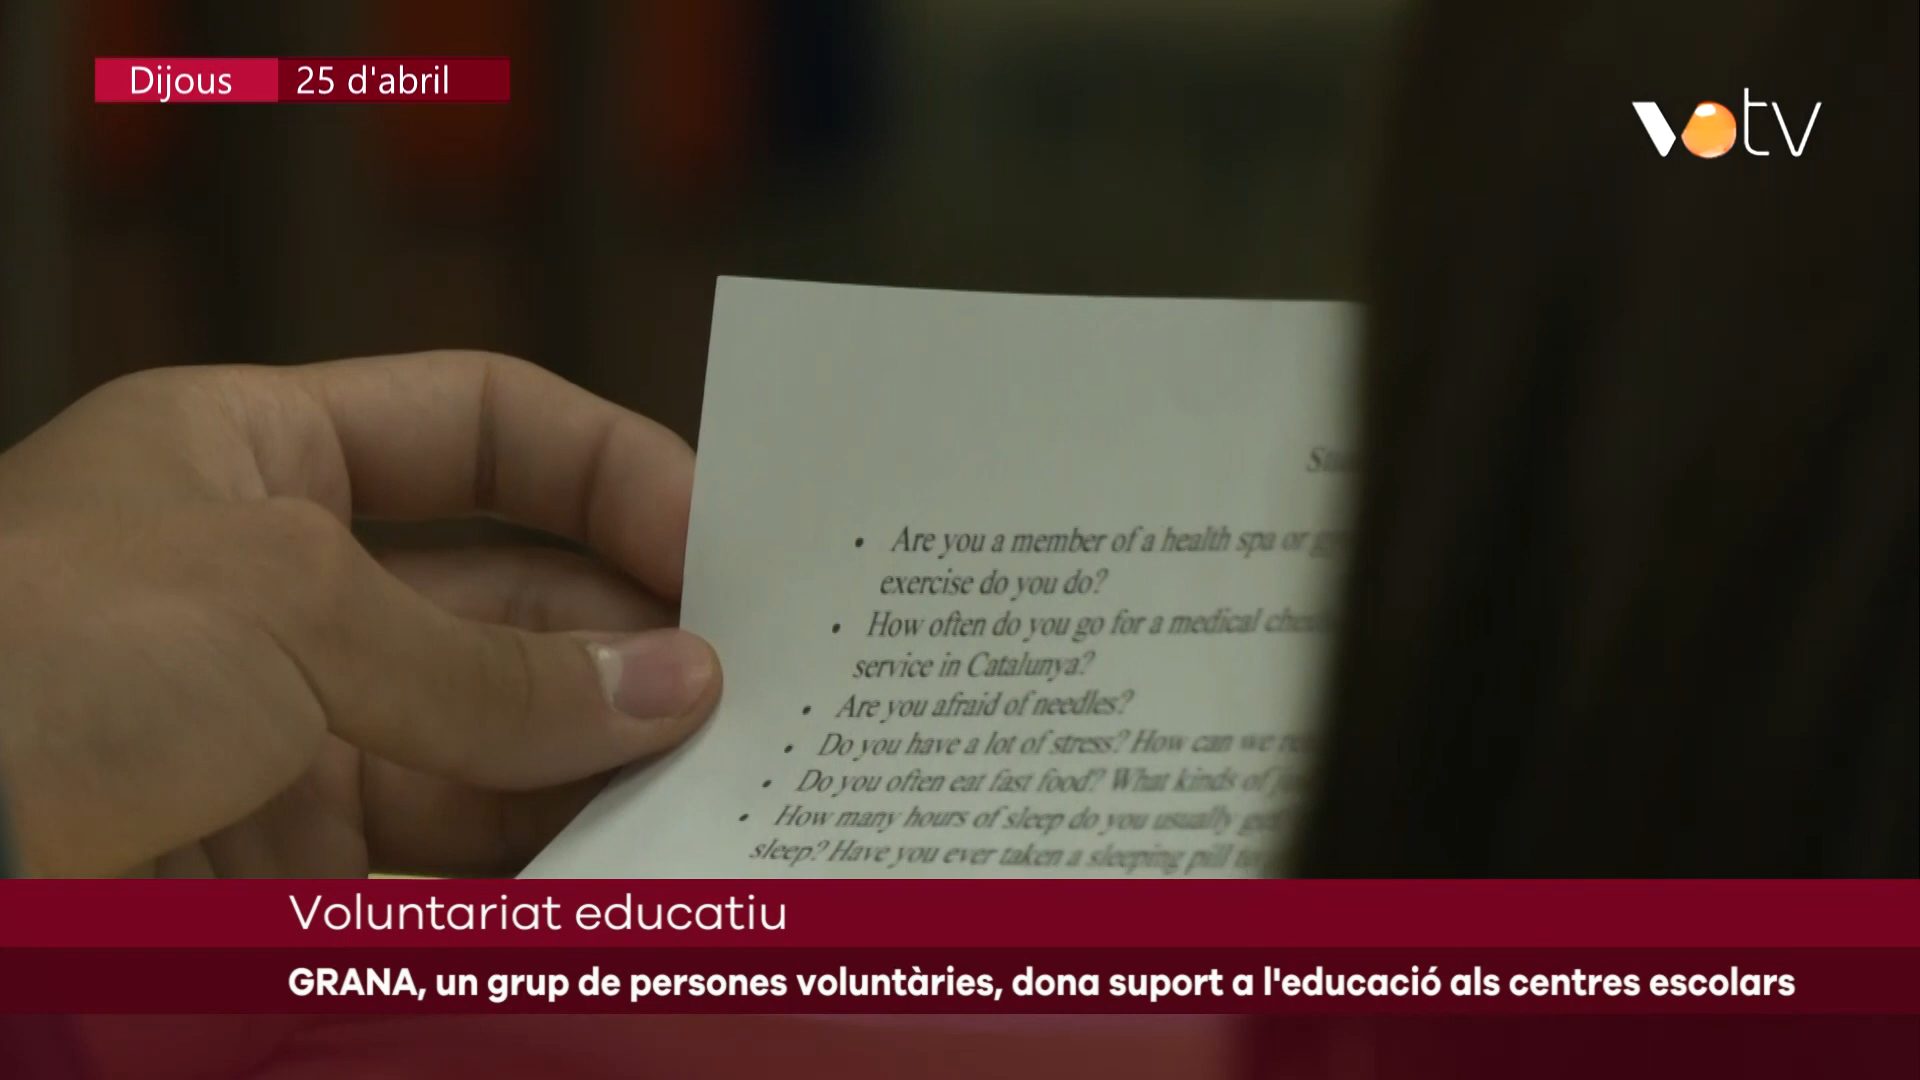 Dijous 25 d'abril
votv
Are you a member of a health spa or
exercise do you do?
How often do you go for a medical
service in Catalunya?
Are you afraid of needles?
Do you have a lot of stress? How can we
Do you often eat fast food? What kinds of
How many hours of sleep do you usually get
sleep? Have you ever taken a sleeping pill
Voluntariat educatiu
GRANA, un grup de persones voluntàries, dona suport a l'educació als centres escolars